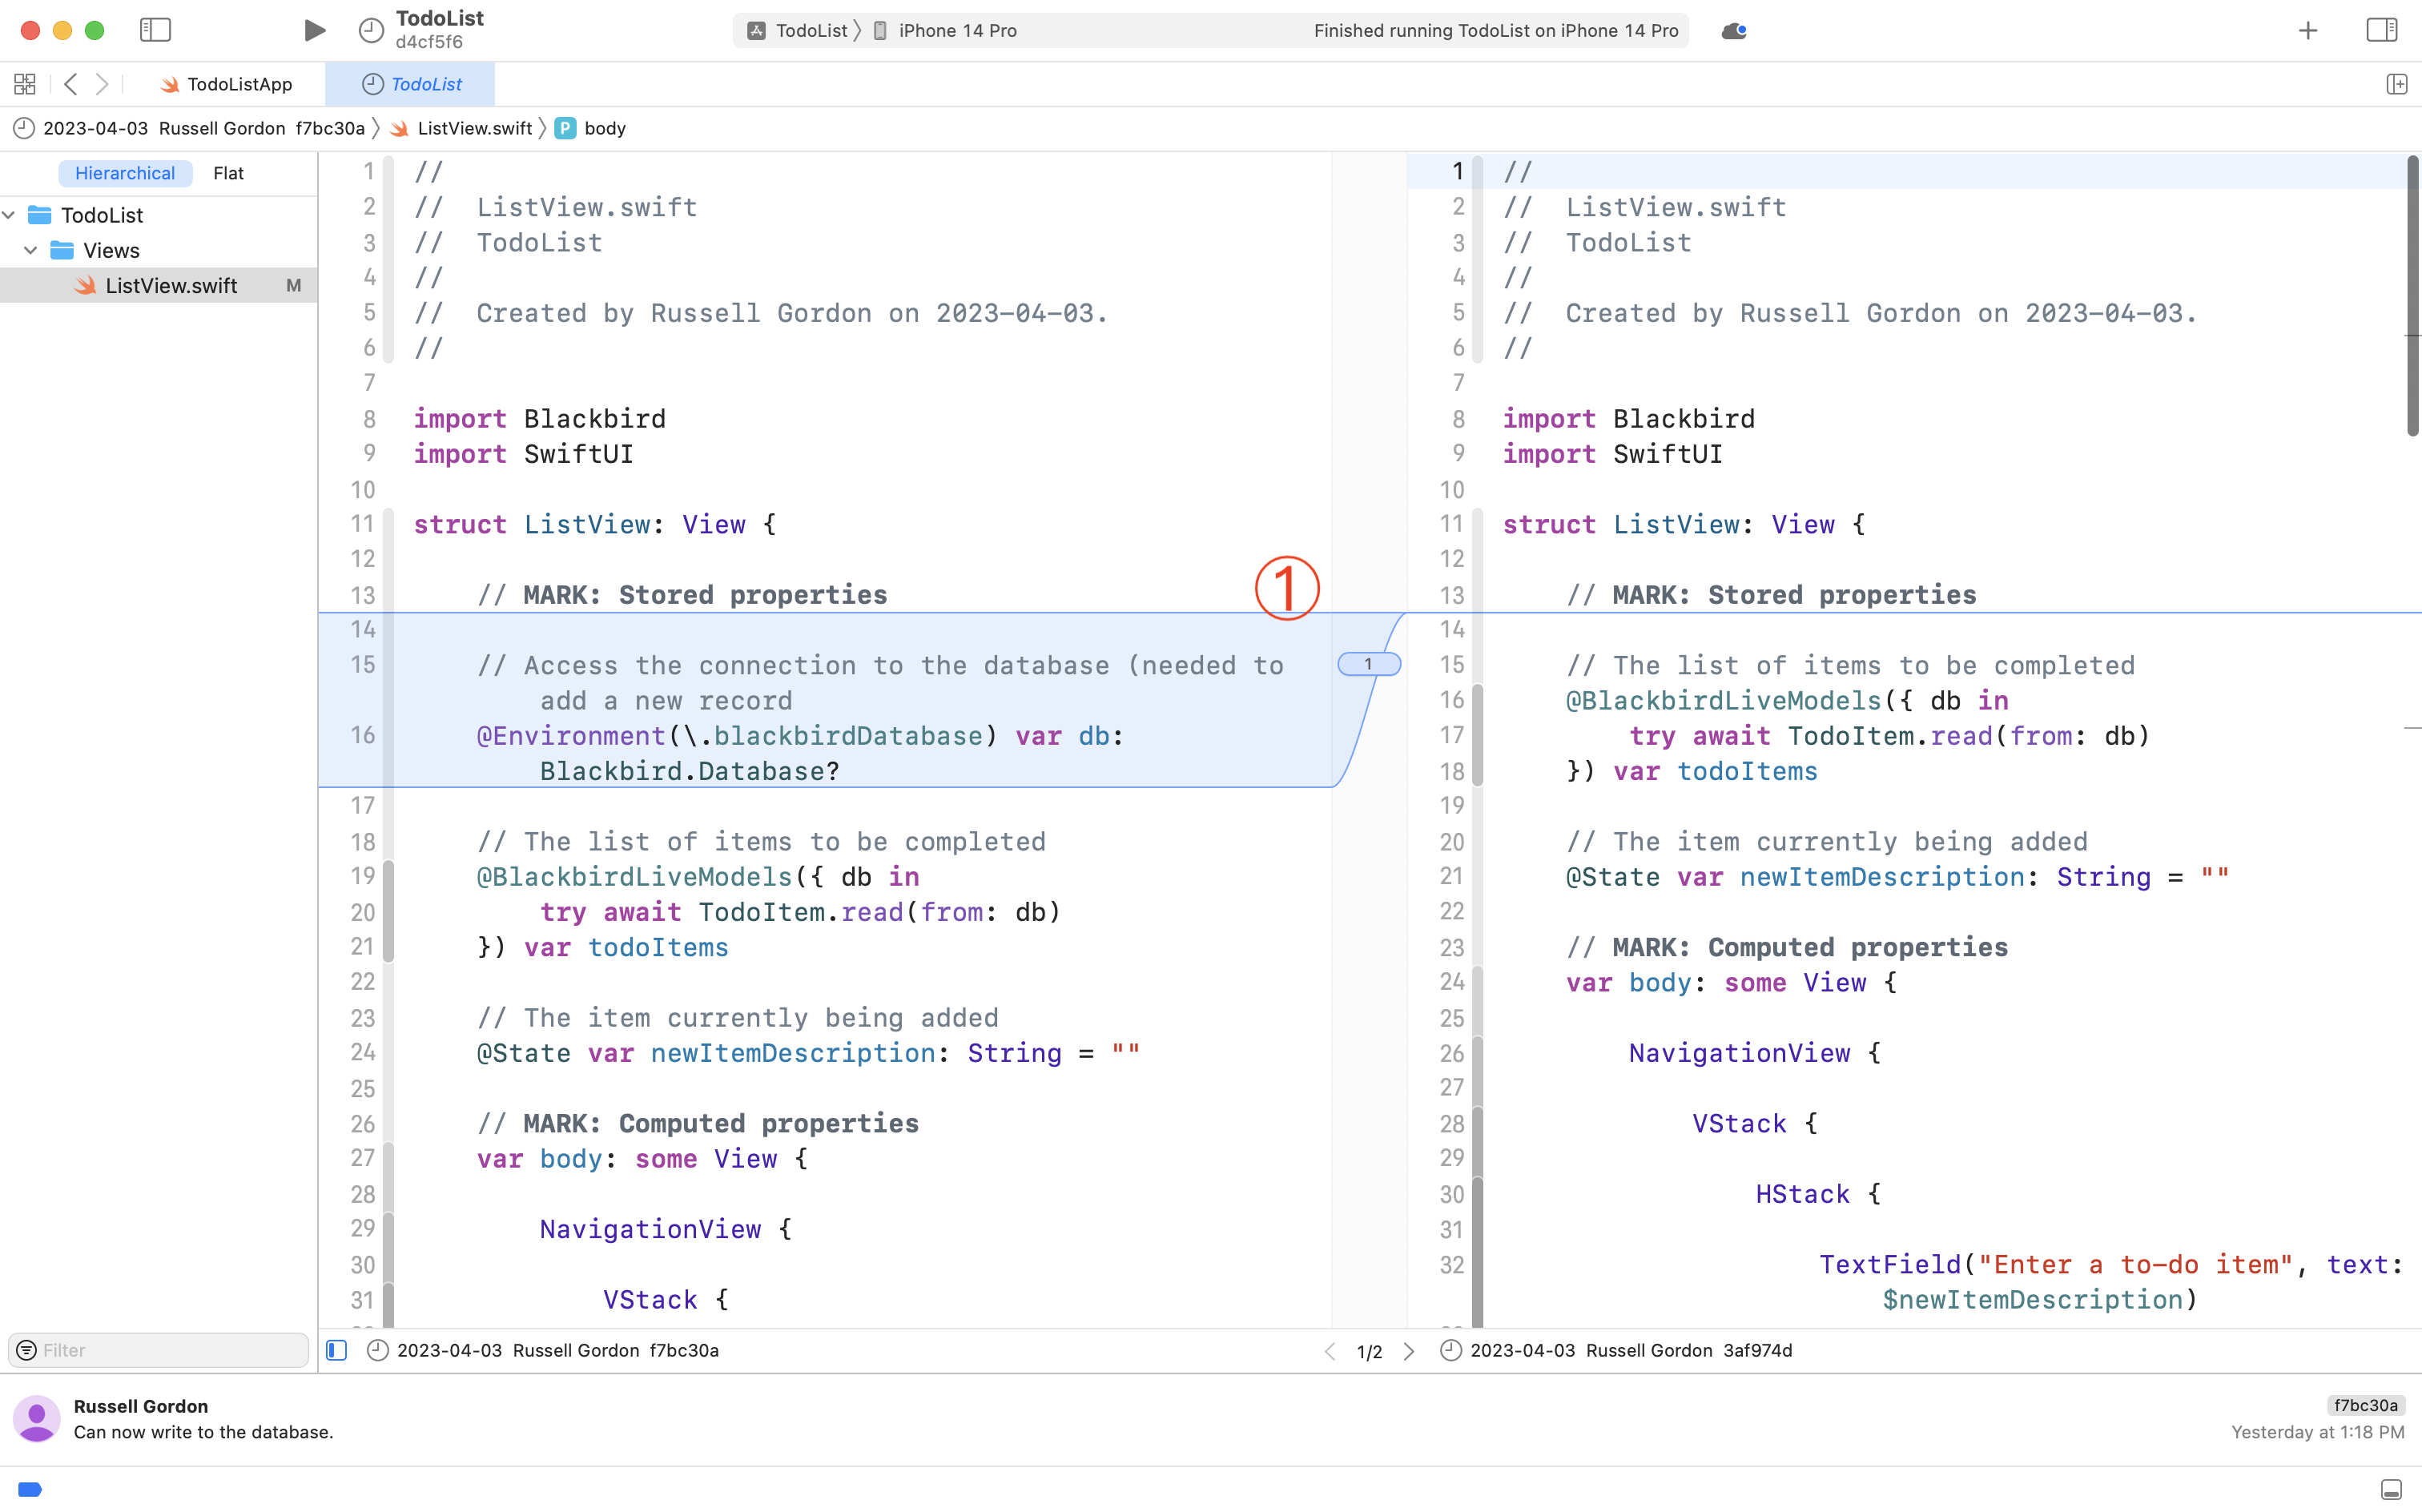 TodoList
d4cf5f6
TodoList
iPhone 14 Pro
Finished running TodoList on iPhone 14 Pro
TodoListApp
TodoList
2023-04-03 Russell Gordon f7bc30a
ListView.swift
P body
Hierarchical Flat
TodoList
Views
ListView.swift M
1 //
2 //  ListView.swift
3 //  TodoList
4 //
5 //  Created by Russell Gordon on 2023-04-03.
6 //
7
8 import Blackbird
9 import SwiftUI
10
11 struct ListView: View {
12
13     // MARK: Stored properties
14
15     // Access the connection to the database (needed to
add a new record
16     @Environment(\.blackbirdDatabase) var db:
Blackbird.Database?
17
18     // The list of items to be completed
19     @BlackbirdLiveModels({ db in
20         try await TodoItem.read(from: db)
21     }) var todoItems
22
23     // The item currently being added
24     @State var newItemDescription: String = ""
25
26     // MARK: Computed properties
27     var body: some View {
28
29         NavigationView {
30
31             VStack {
1
1
1 //
2 //  ListView.swift
3 //  TodoList
4 //
5 //  Created by Russell Gordon on 2023-04-03.
6 //
7
8 import Blackbird
9 import SwiftUI
10
11 struct ListView: View {
12
13     // MARK: Stored properties
14
15     // The list of items to be completed
16     @BlackbirdLiveModels({ db in
17         try await TodoItem.read(from: db)
18     }) var todoItems
19
20     // The item currently being added
21     @State var newItemDescription: String = ""
22
23     // MARK: Computed properties
24     var body: some View {
25
26         NavigationView {
27
28             VStack {
29
30                 HStack {
31
32                     TextField("Enter a to-do item", text:
$newItemDescription)
Filter
2023-04-03 Russell Gordon f7bc30a
1/2
2023-04-03 Russell Gordon 3af974d
Russell Gordon
Can now write to the database.
f7bc30a
Yesterday at 1:18 PM